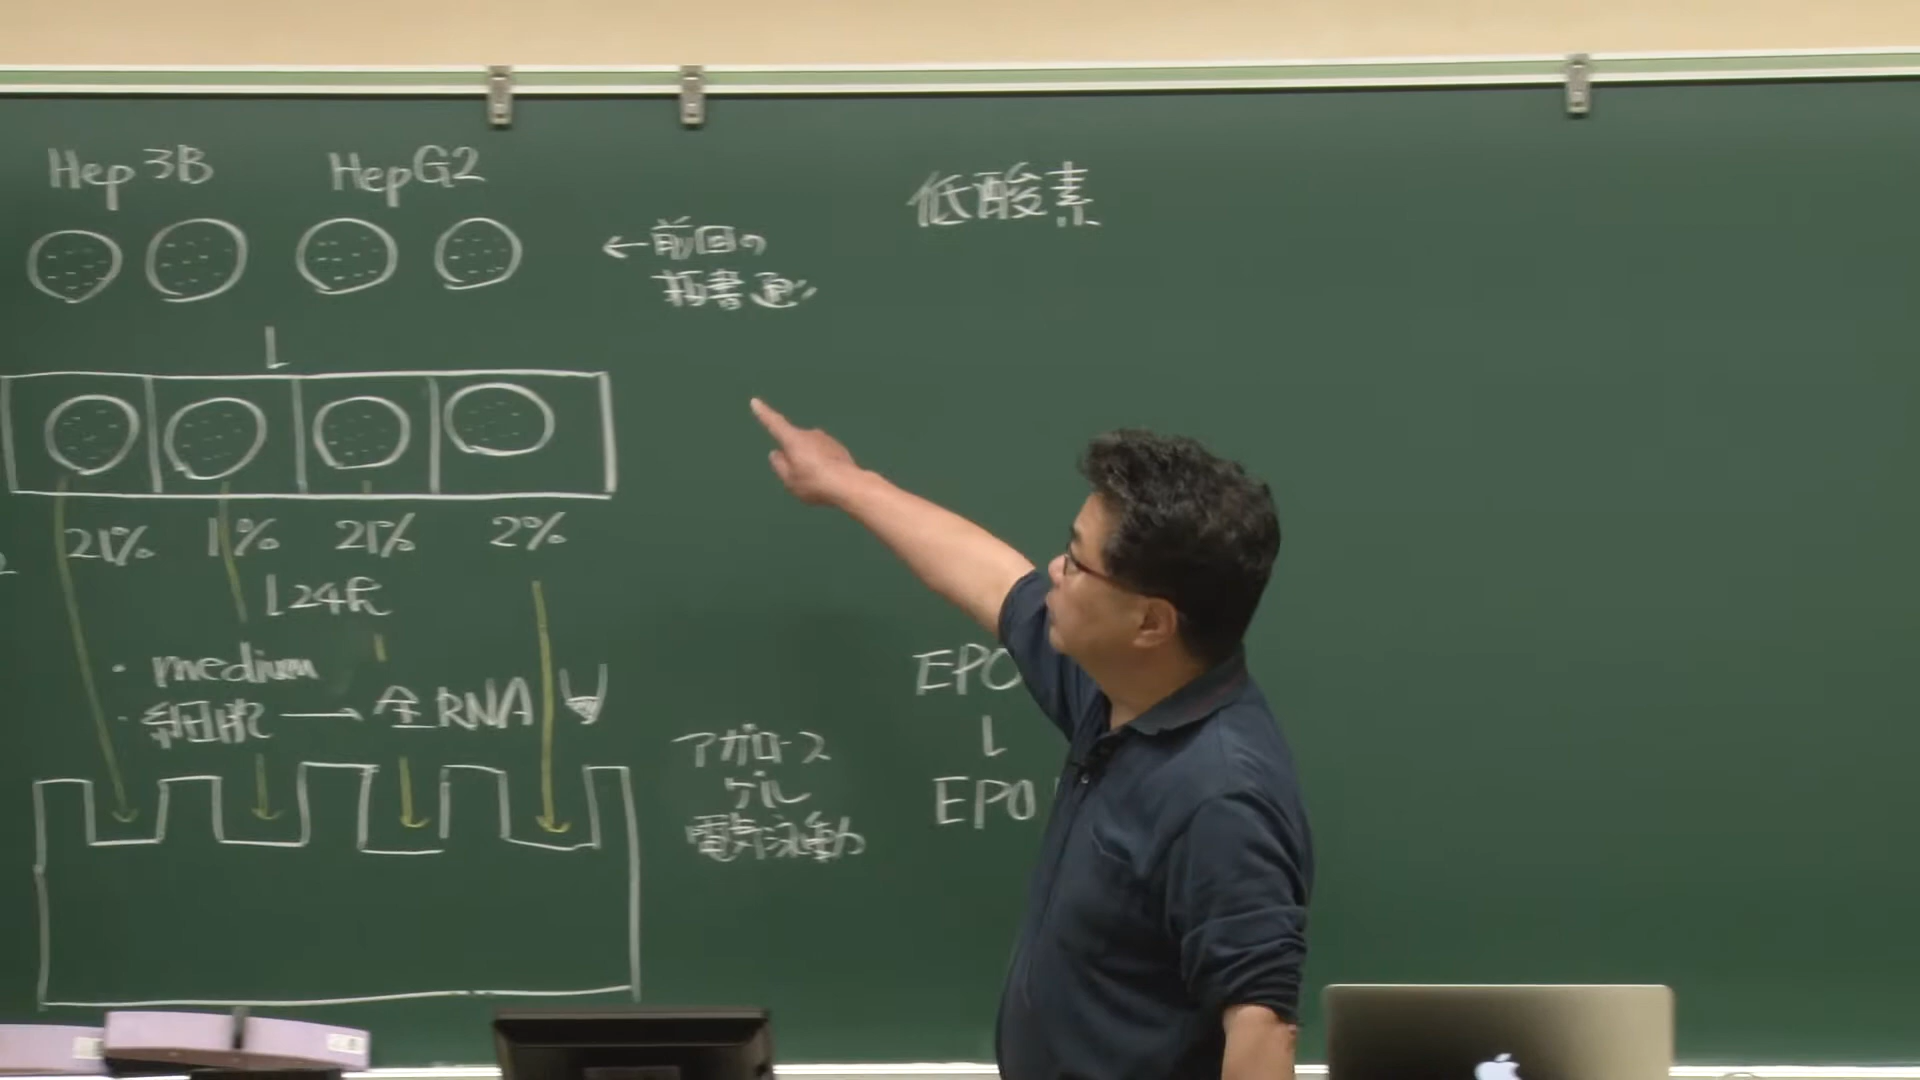 Hep3B HepG2
←前回の
板書通り
低酸素
21% 1% 21% 2%
24h
・medium
・細胞 → 全RNA
アガロース
ゲル
電気泳動
EPO
↓
EPO